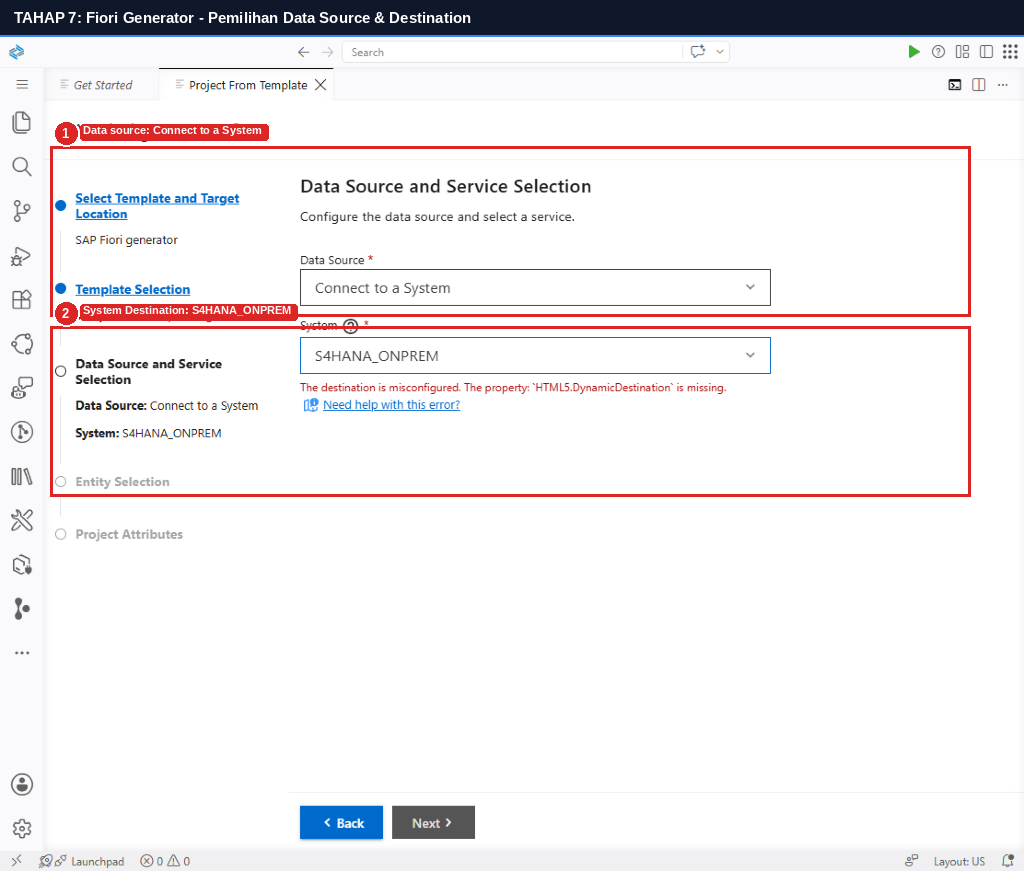 TAHAP 7: Fiori Generator - Pemilihan Data Source & Destination
Search
Get Started
Project From Template
1 Data source: Connect to a System
Select Template and Target
Location
SAP Fiori generator
Template Selection
2 System Destination: S4HANA_ONPREM
Data Source and Service
Selection
Data Source: Connect to a System
System: S4HANA_ONPREM
Entity Selection
Project Attributes
Data Source and Service Selection
Configure the data source and select a service.
Data Source *
Connect to a System
System ? *
S4HANA_ONPREM
The destination is misconfigured. The property: `HTML5.DynamicDestination` is missing.
Need help with this error?
Back
Next
Launchpad
0
0
Layout: US